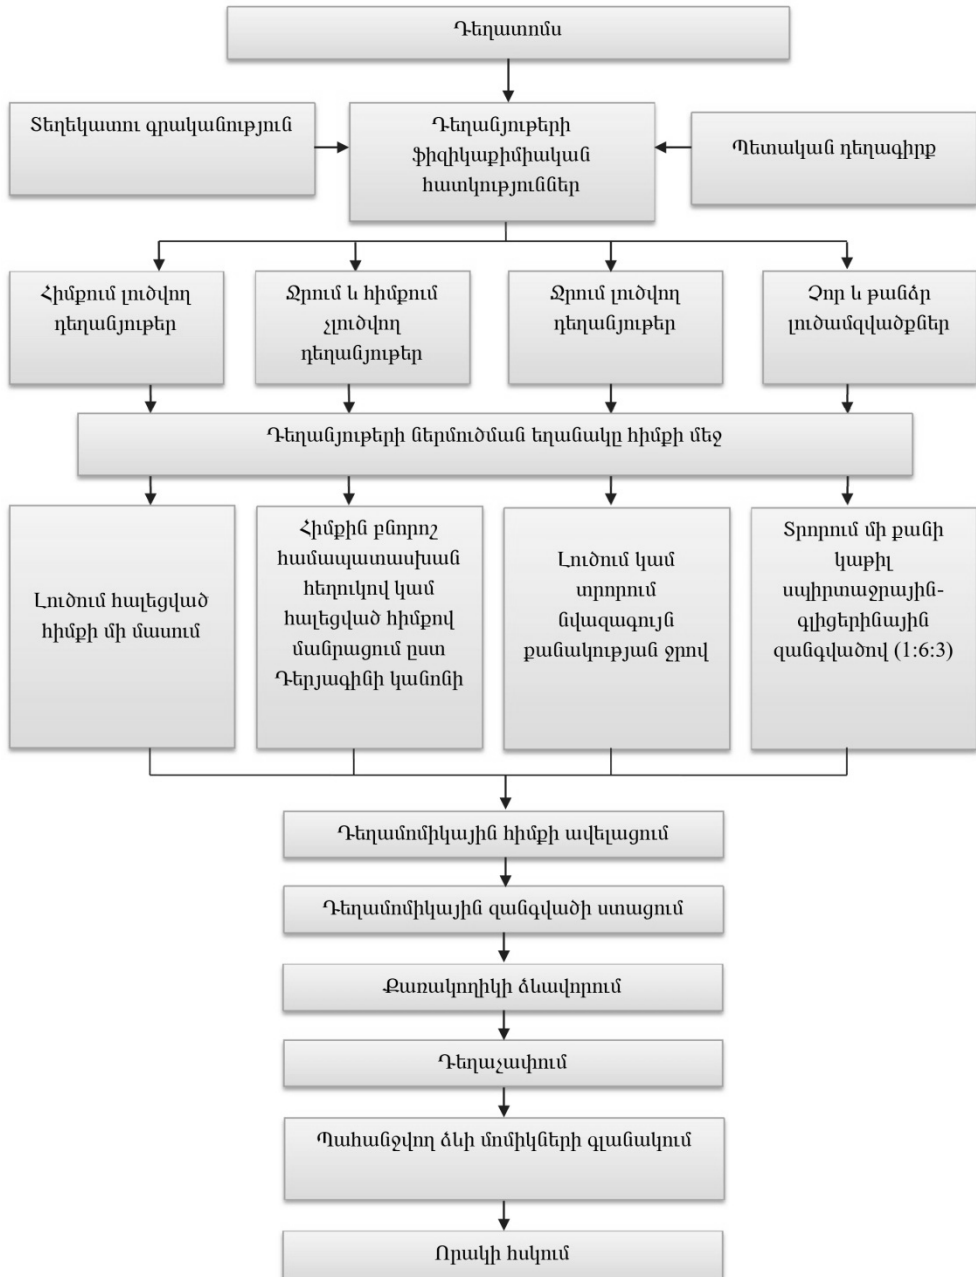 Դեղատոմս
Տեղեկատու գրականություն
Դեղանյութերի
ֆիզիկաքիմիական
հատկություններ
Պետական դեղագիրք
Հիմքում լուծվող
դեղանյութեր
Ջրում և հիմքում
չլուծվող
դեղանյութեր
Ջրում լուծվող
դեղանյութեր
Չոր և թանձր
լուծամզվածքներ
Դեղանյութերի ներմուծման եղանակը հիմքի մեջ
Լուծում հալեցված
հիմքի մի մասում
Հիմքին բնորոշ
համապատասխան
հեղուկով կամ
հալեցված հիմքով
մանրացում ըստ
Դերյագինի կանոնի
Լուծում կամ
տրորում
նվազագույն
քանակության ջրով
Տրորում մի քանի
կաթիլ
սպիրտաջրային-
գլիցերինային
զանգվածով (1:6:3)
Դեղամոմիկային հիմքի ավելացում
Դեղամոմիկային զանգվածի ստացում
Քառակողիկի ձևավորում
Դեղաչափում
Պահանջվող ձևի մոմիկների գլանակում
Որակի հսկում